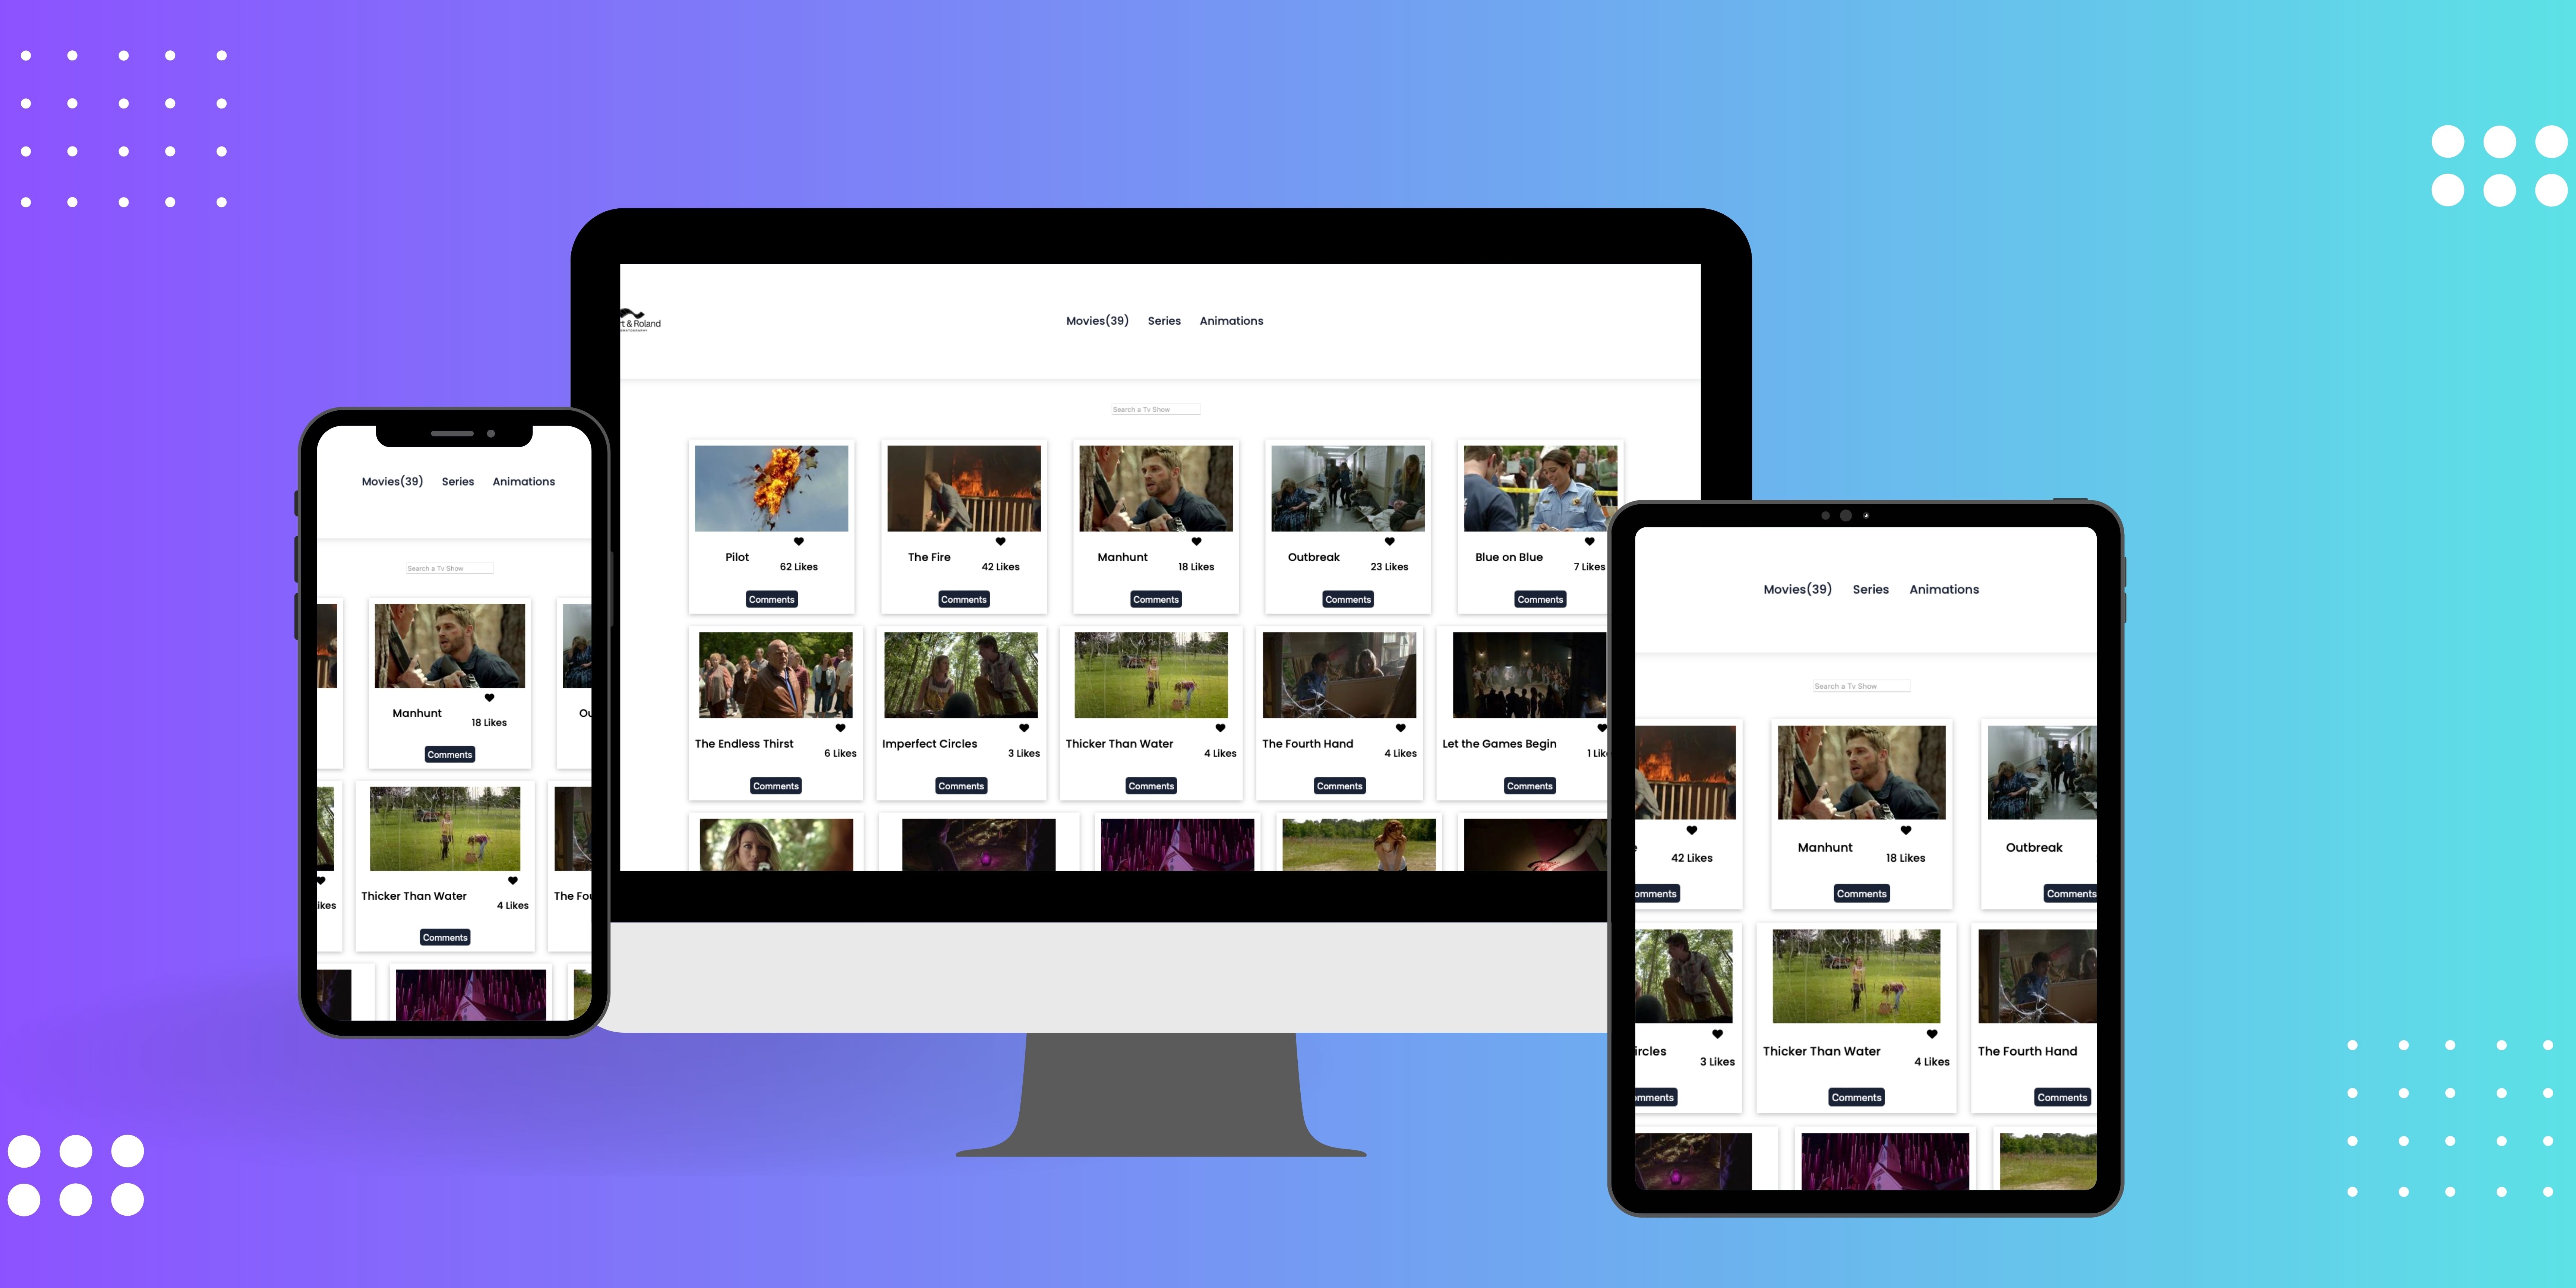 rt & Roland
Movies(39) Series Animations
Search a Tv Show
Pilot
62 Likes
Comments
The Fire
42 Likes
Comments
Manhunt
18 Likes
Comments
Outbreak
23 Likes
Comments
Blue on Blue
7 Likes
Comments
The Endless Thirst
6 Likes
Comments
Imperfect Circles
3 Likes
Comments
Thicker Than Water
4 Likes
Comments
The Fourth Hand
4 Likes
Comments
Let the Games Begin
1 Lik
Comments
Movies(39) Series Animations
Search a Tv Show
Manhunt
18 Likes
Comments
Ou
ikes
Thicker Than Water
4 Likes
Comments
The Fou
Movies(39) Series Animations
Search a Tv Show
e
42 Likes
omments
Manhunt
18 Likes
Comments
Outbreak
Comments
ircles
3 Likes
mments
Thicker Than Water
4 Likes
Comments
The Fourth Hand
Comments